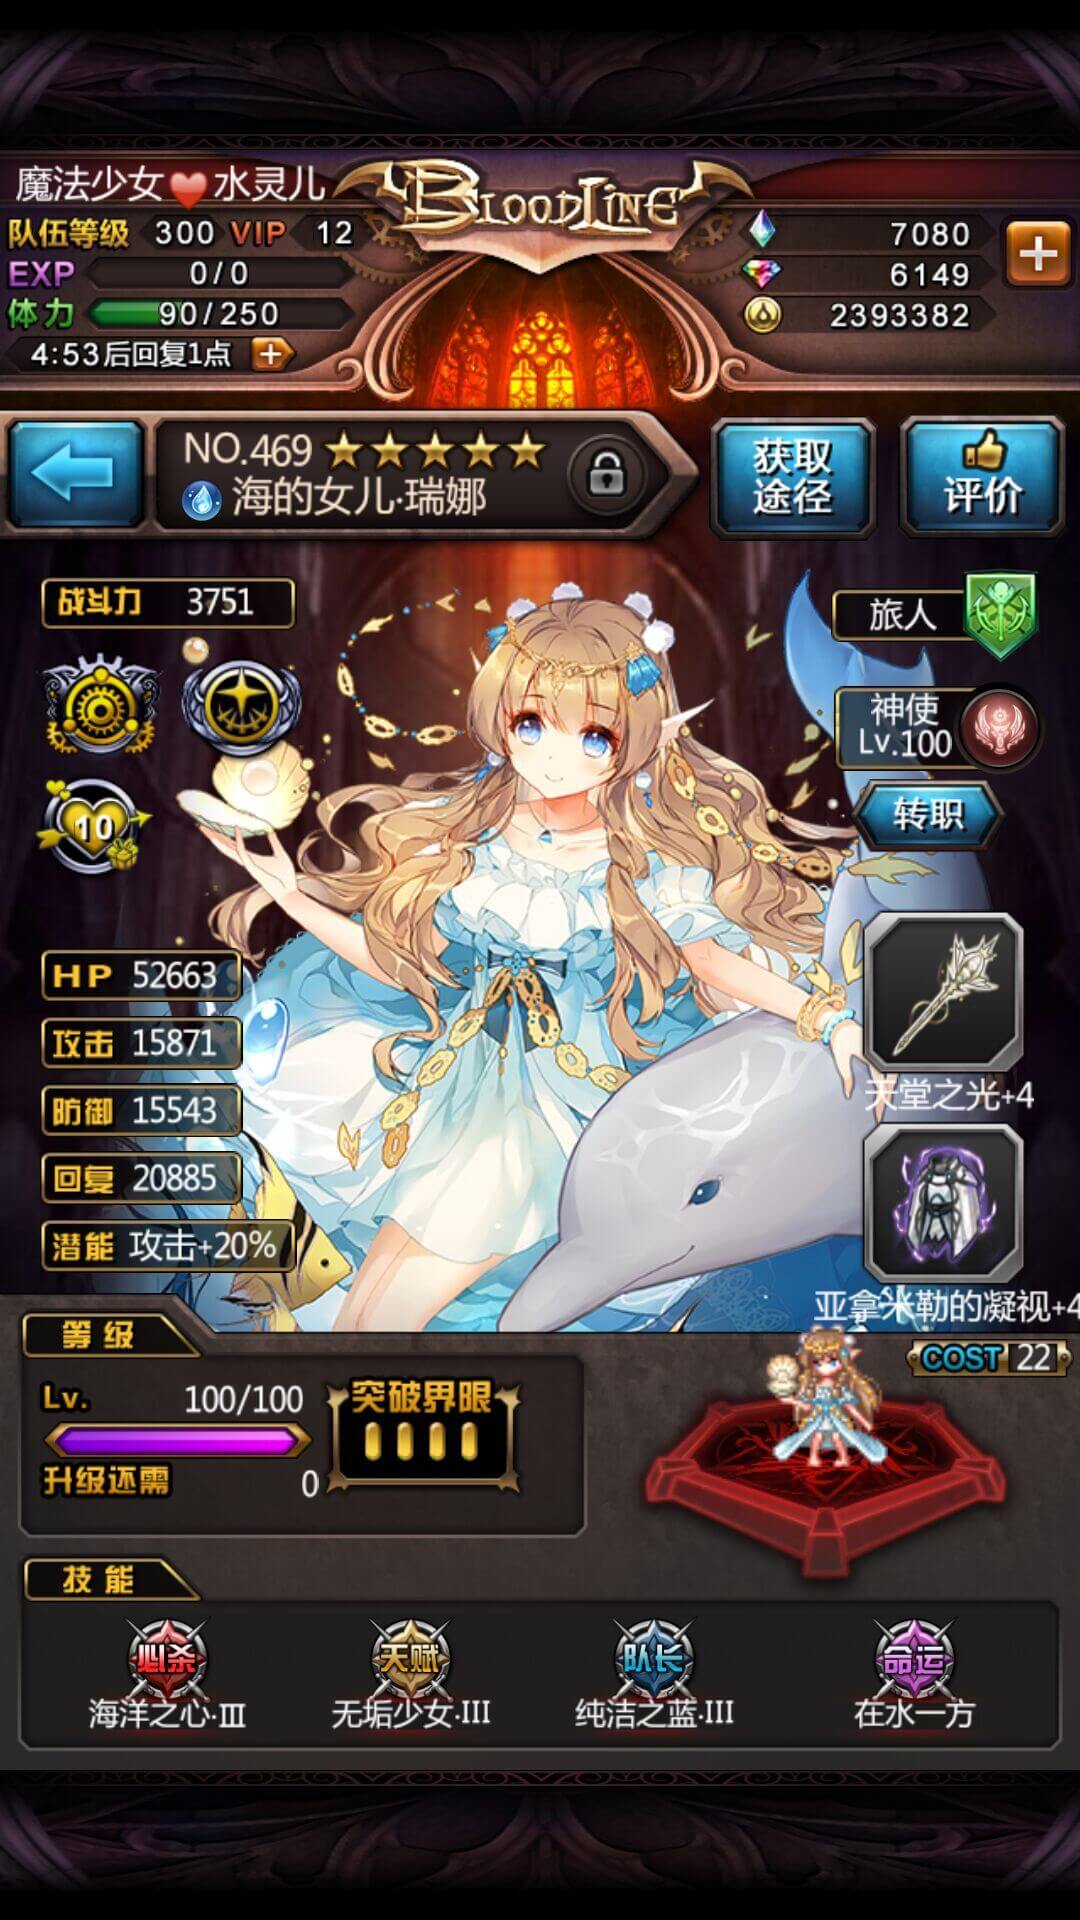 魔法少女❤水灵儿
BLOODLINE
队伍等级 300 VIP 12
7080
EXP 0/0
6149
体力 90/250
2393382
4:53后回复1点
NO.469
海的女儿·瑞娜
获取
途径
评价
战斗力 3751
旅人
神使
Lv.100
转职
10
HP 52663
攻击 15871
防御 15543
回复 20885
潜能 攻击+20%
天堂之光+4
亚拿米勒的凝视+4
等级
COST 22
Lv. 100/100
突破界限
升级还需 0
技能
必杀 天赋 队长 命运
海洋之心·III 无垢少女·III 纯洁之蓝·III 在水一方